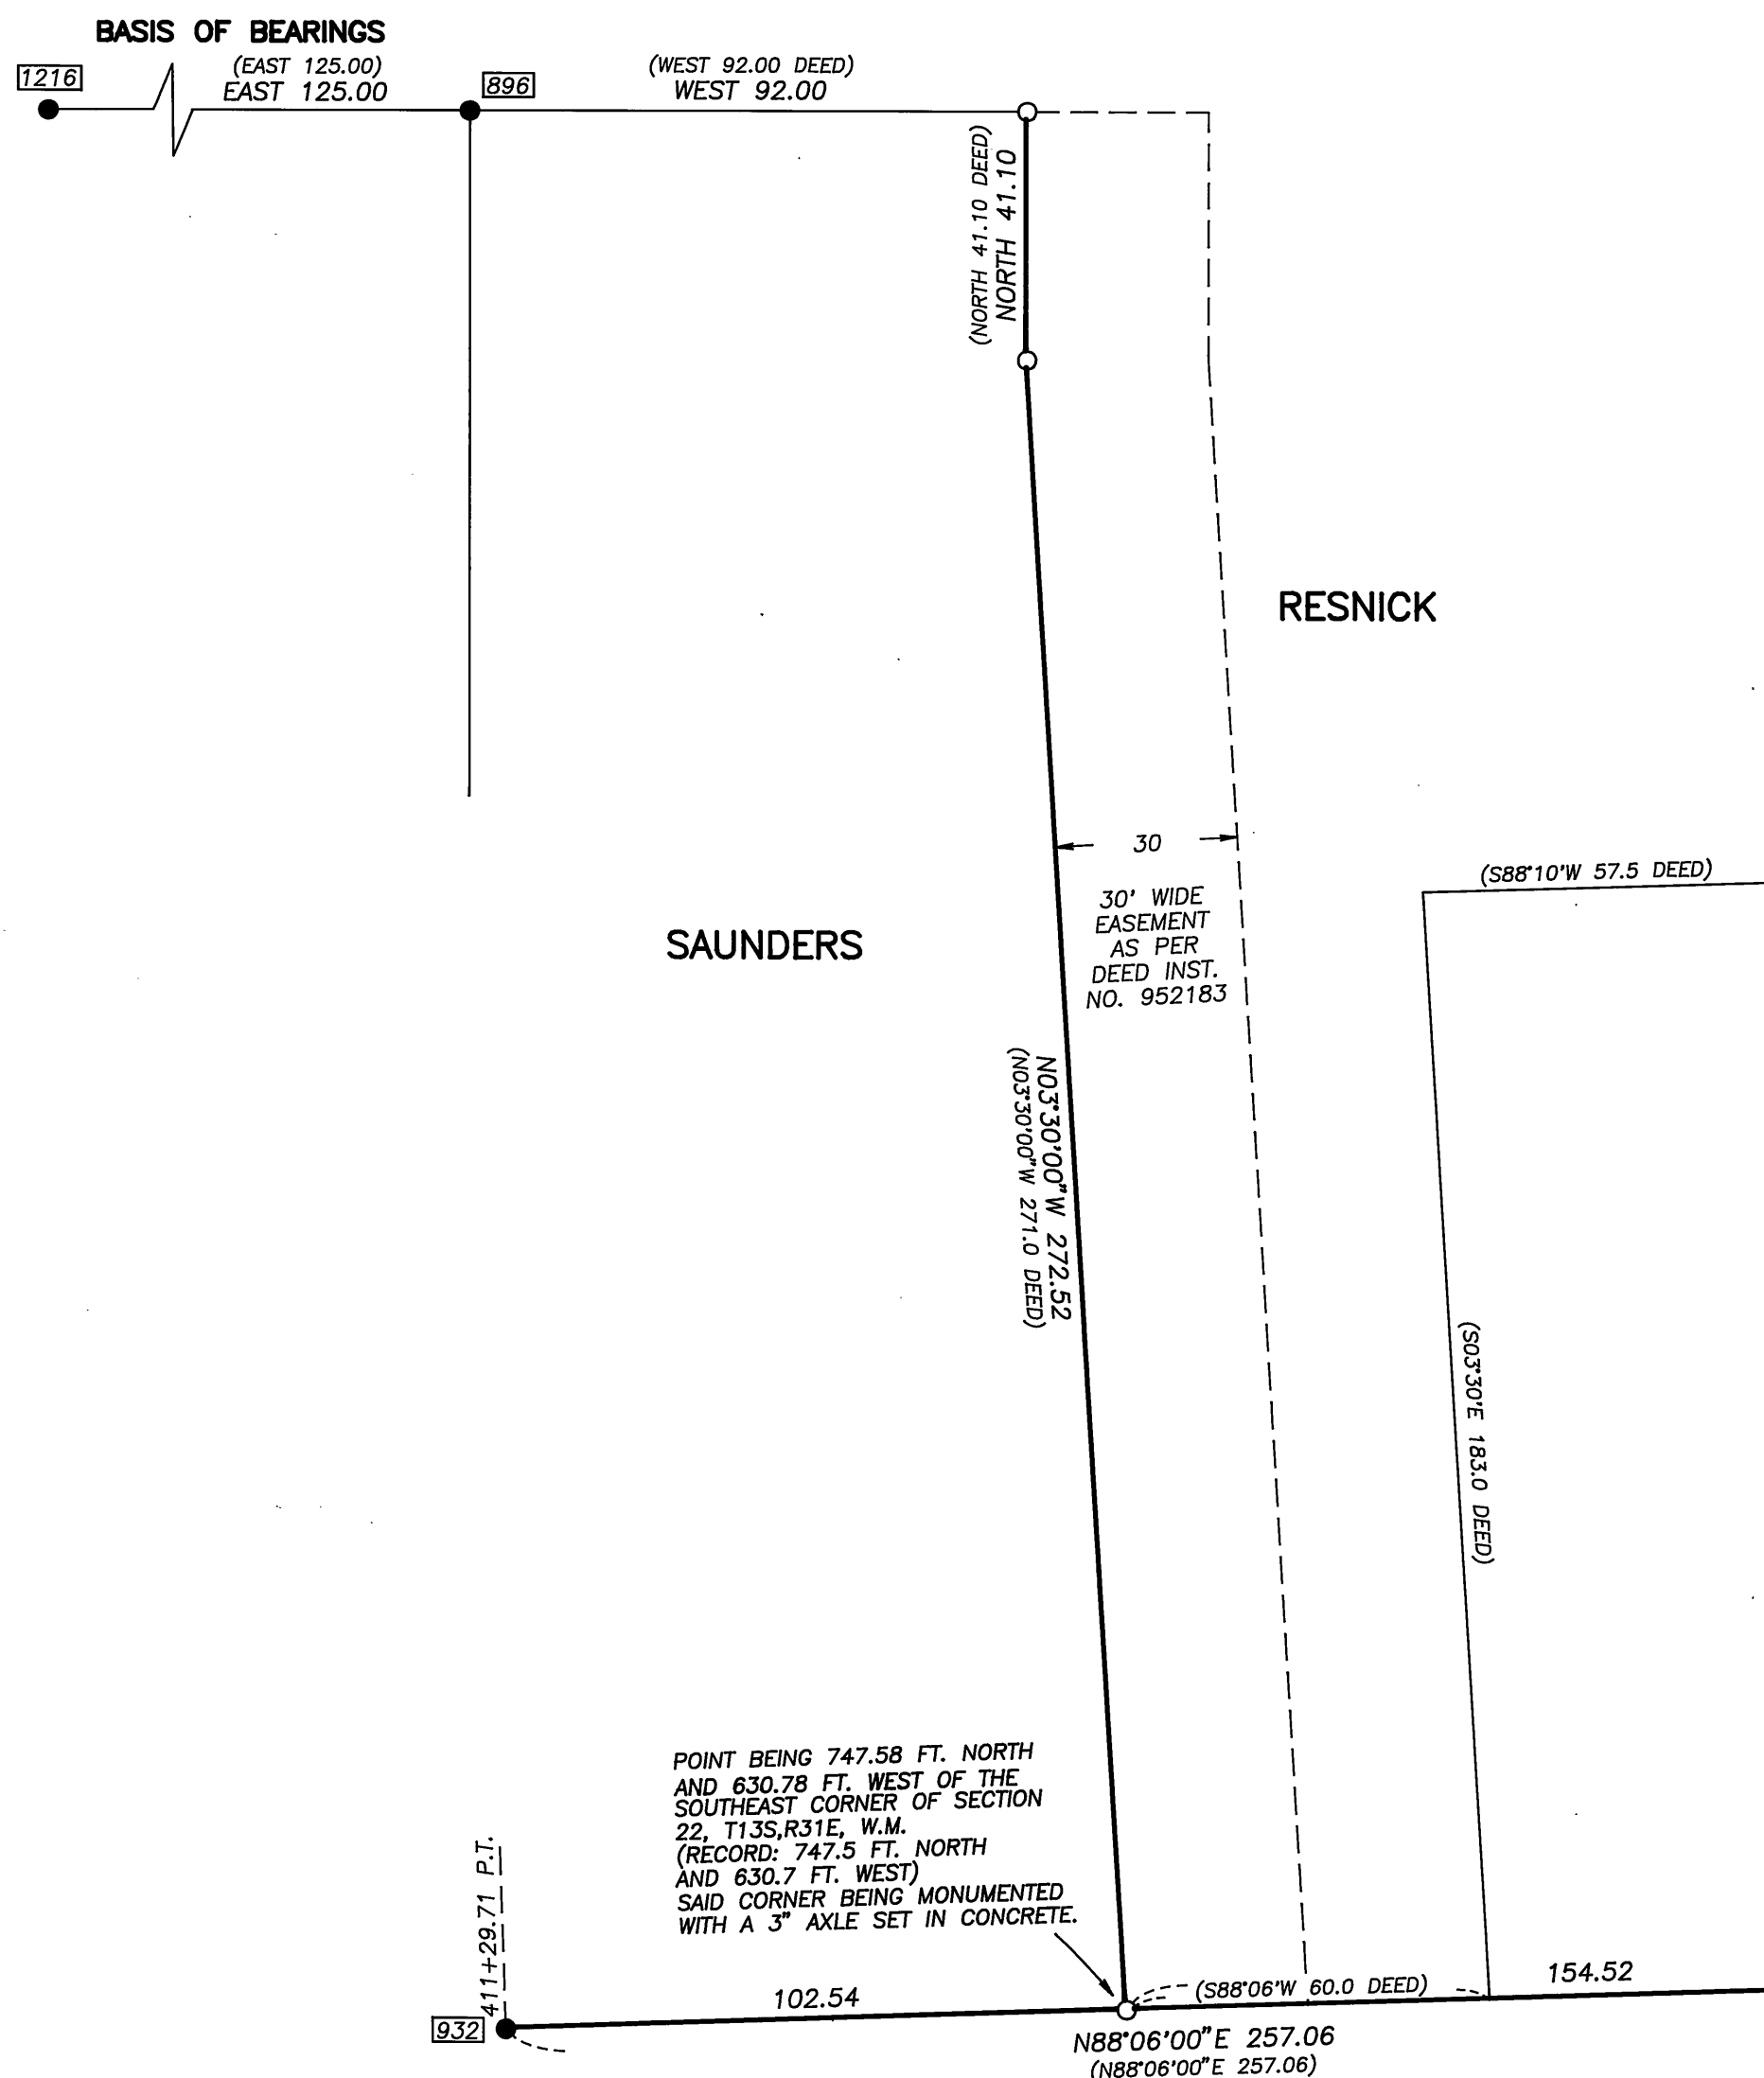 BASIS OF BEARINGS
1216
(EAST 125.00)
EAST 125.00
896
(WEST 92.00 DEED)
WEST 92.00
(NORTH 41.10 DEED)
NORTH 41.10
RESNICK
30
(S88°10'W 57.5 DEED)
30' WIDE
EASEMENT
AS PER
DEED INST.
NO. 952183
SAUNDERS
N03°30'00"W 272.52
(N03°30'00"W 271.0 DEED)
(S03°30'E 183.0 DEED)
POINT BEING 747.58 FT. NORTH
AND 630.78 FT. WEST OF THE
SOUTHEAST CORNER OF SECTION
22, T13S,R31E, W.M.
(RECORD: 747.5 FT. NORTH
AND 630.7 FT. WEST)
SAID CORNER BEING MONUMENTED
WITH A 3" AXLE SET IN CONCRETE.
411+29.71 P.T.
932
102.54
(S88°06'W 60.0 DEED)
154.52
N88°06'00"E 257.06
(N88°06'00"E 257.06)